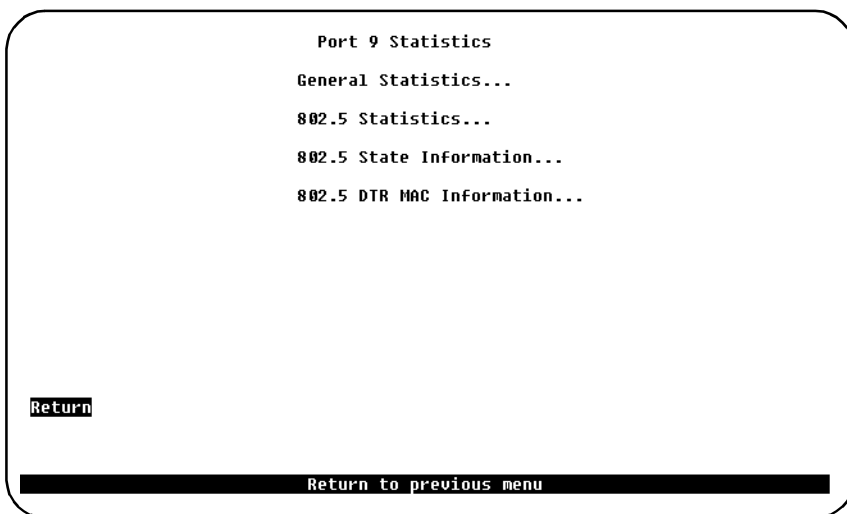 Port 9 Statistics
General Statistics...
802.5 Statistics...
802.5 State Information...
802.5 DTR MAC Information...
Return
Return to previous menu